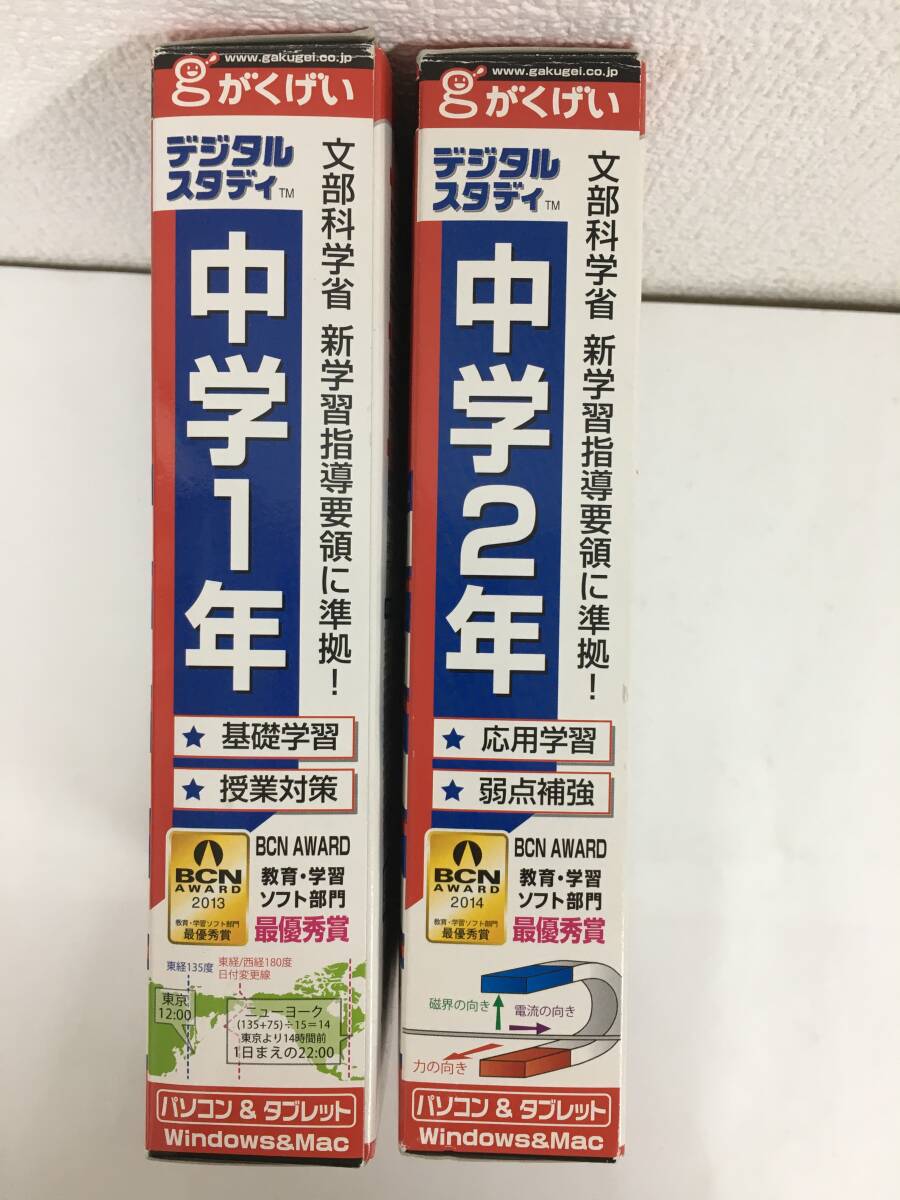 www.gakugei.co.jp
がくげい
デジタル
スタディ™
文部科学省 新学習指導要領に準拠！
中学1年
★ 基礎学習
★ 授業対策
BCN
AWARD
2013
教育・学習ソフト部門
最優秀賞
BCN AWARD
教育・学習
ソフト部門
最優秀賞
東経135度
東経/西経180度
日付変更線
東京
12:00
ニューヨーク
(135+75)÷15=14
東京より14時間前
1日まえの22:00
パソコン & タブレット
Windows&Mac
www.gakugei.co.jp
がくげい
デジタル
スタディ™
文部科学省 新学習指導要領に準拠！
中学2年
★ 応用学習
★ 弱点補強
BCN
AWARD
2014
教育・学習ソフト部門
最優秀賞
BCN AWARD
教育・学習
ソフト部門
最優秀賞
磁界の向き
電流の向き
力の向き
パソコン & タブレット
Windows&Mac